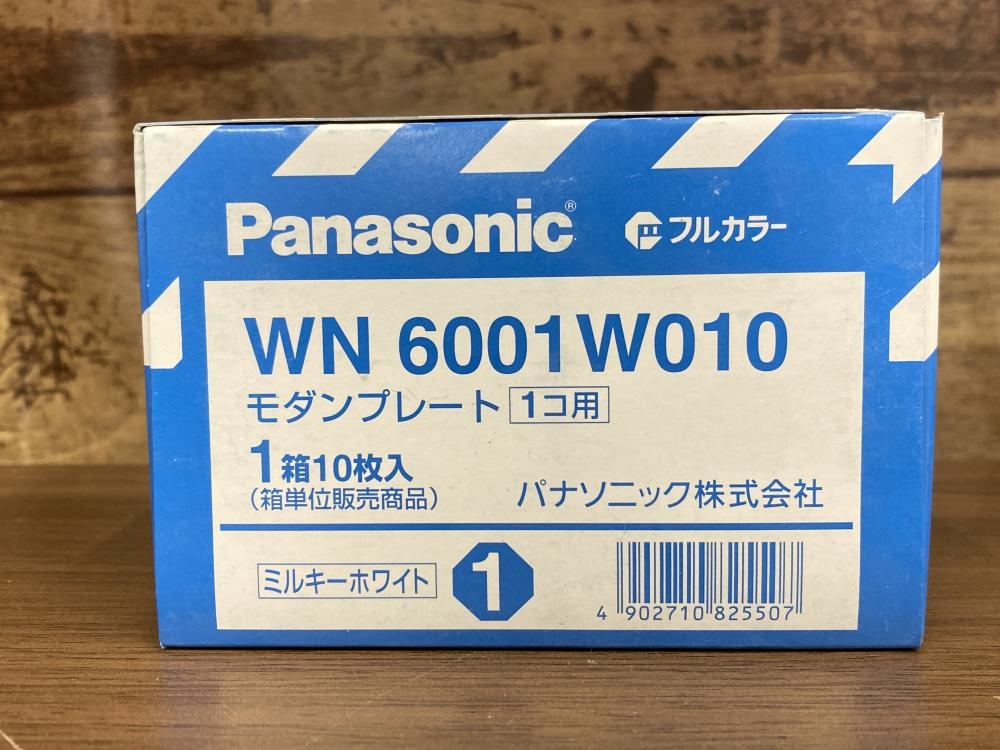 Panasonic® フルカラー
WN 6001W010
モダンプレート 1コ用
1箱10枚入
(箱単位販売商品) パナソニック株式会社
ミルキーホワイト 1
4 902710 825507